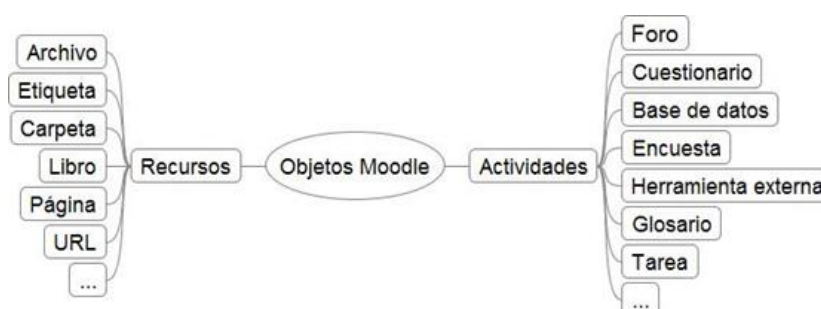 Archivo
Etiqueta
Carpeta
Libro
Página
URL
...
Recursos
Objetos Moodle
Actividades
Foro
Cuestionario
Base de datos
Encuesta
Herramienta externa
Glosario
Tarea
...